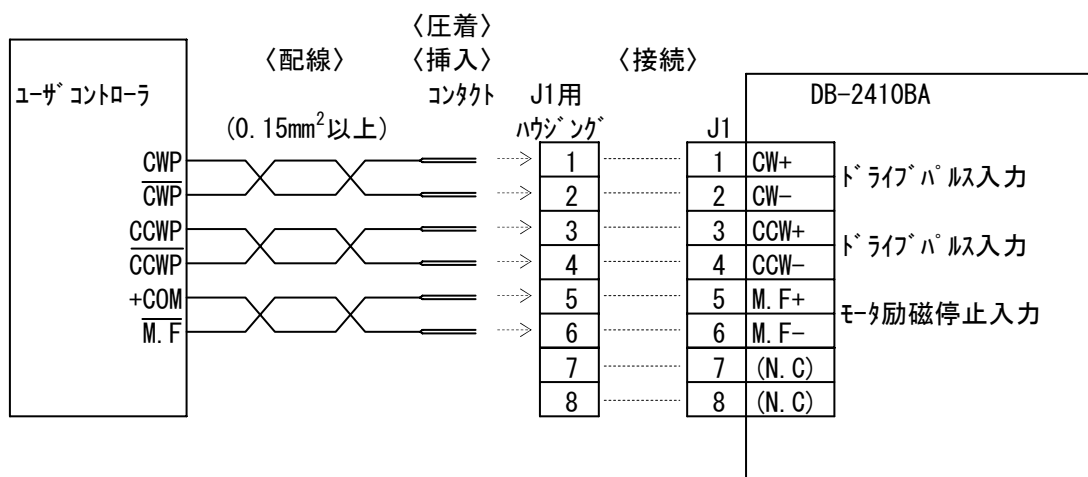 〈圧着〉
〈配線〉 〈挿入〉 〈接続〉
ﾕｰｻﾞｺﾝﾄﾛｰﾗ ｺﾝﾀｸﾄ J1用 DB-2410BA
(0.15mm²以上) ﾊｳｼﾞﾝｸﾞ J1
CWP 1 1 CW+
ﾄﾞﾗｲﾌﾞﾊﾟﾙｽ入力
C̅W̅P̅ 2 2 CW-
CCWP 3 3 CCW+
ﾄﾞﾗｲﾌﾞﾊﾟﾙｽ入力
C̅C̅W̅P̅ 4 4 CCW-
+COM 5 5 M.F+
ﾓｰﾀ励磁停止入力
M̅.̅F̅ 6 6 M.F-
7 7 (N.C)
8 8 (N.C)